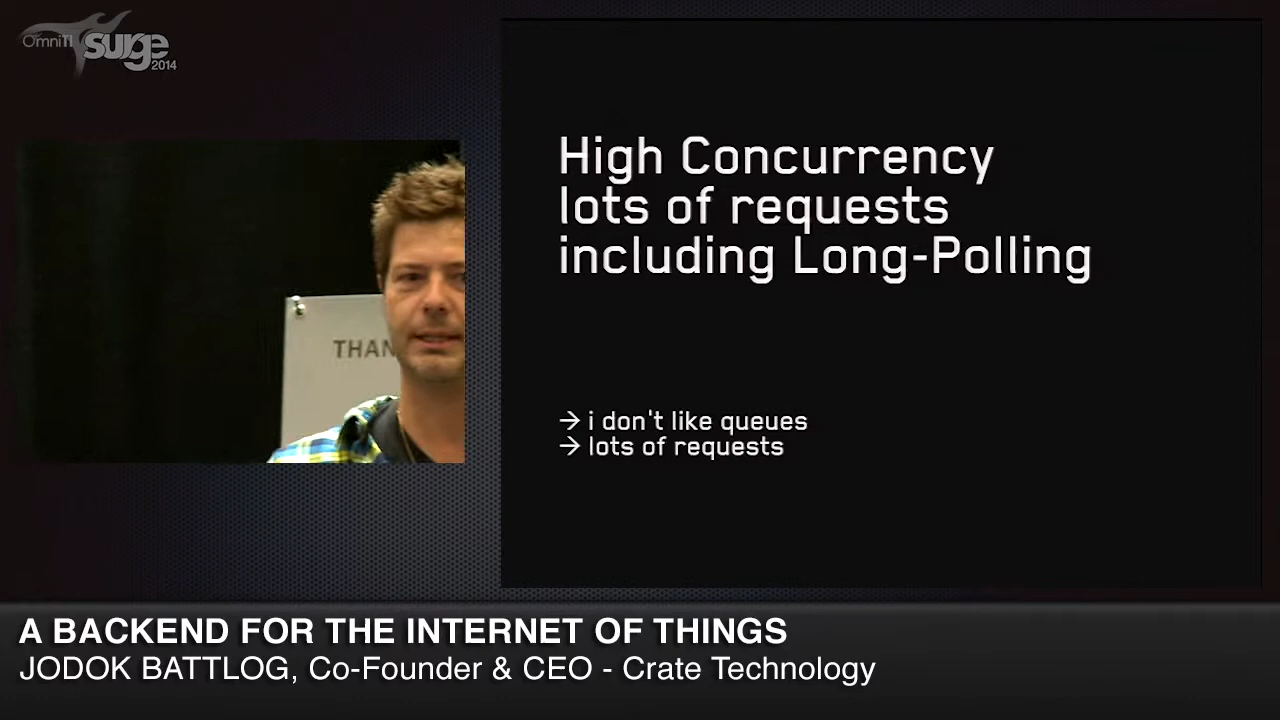 OmniTI surge
2014
THAN
High Concurrency
lots of requests
including Long-Polling
→ i don't like queues
→ lots of requests
A BACKEND FOR THE INTERNET OF THINGS
JODOK BATTLOG, Co-Founder & CEO - Crate Technology